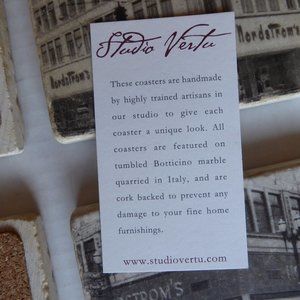 Nordstrom's
Studio Vertu
These coasters are handmade
by highly trained artisans in
our studio to give each
coaster a unique look. All
coasters are featured on
tumbled Botticino marble
quarried in Italy, and are
cork backed to prevent any
damage to your fine home
furnishings.
www.studiovertu.com